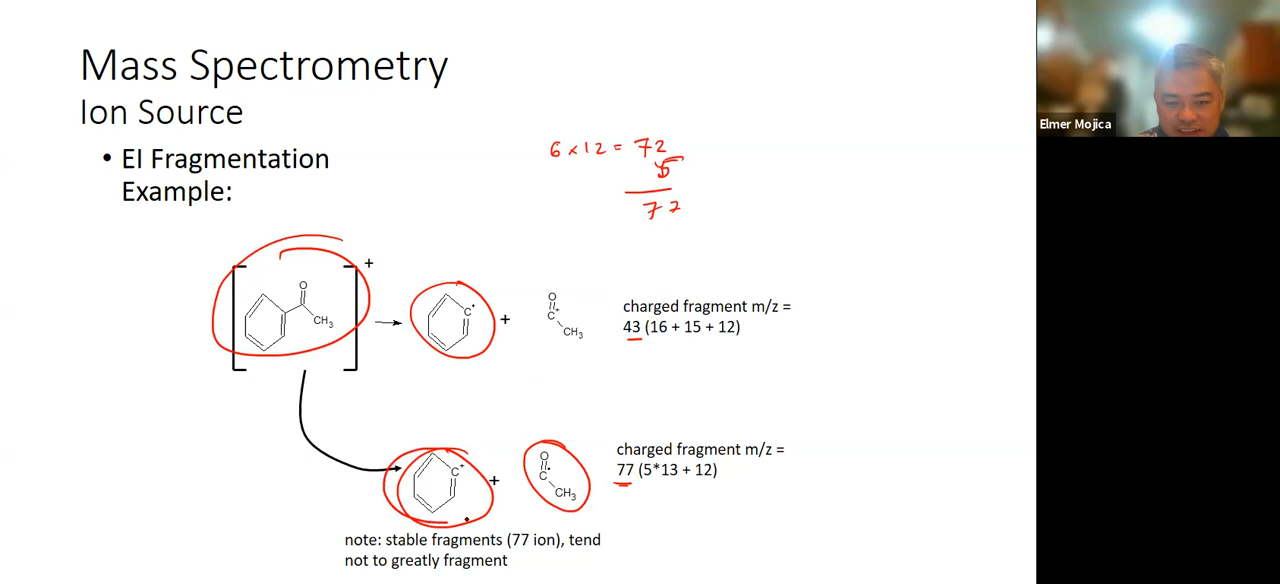 Mass Spectrometry
Ion Source
• EI Fragmentation
Example:
6 × 12 = 72
5
77
+
O
CH3
C•
+
O
C+
CH3
charged fragment m/z =
43 (16 + 15 + 12)
C+
+
O
C•
CH3
charged fragment m/z =
77 (5*13 + 12)
note: stable fragments (77 ion), tend
not to greatly fragment
Elmer Mojica